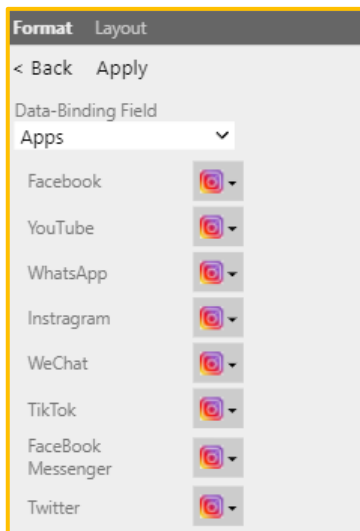 Format Layout
< Back Apply
Data-Binding Field
Apps
Facebook
YouTube
WhatsApp
Instragram
WeChat
TikTok
FaceBook
Messenger
Twitter